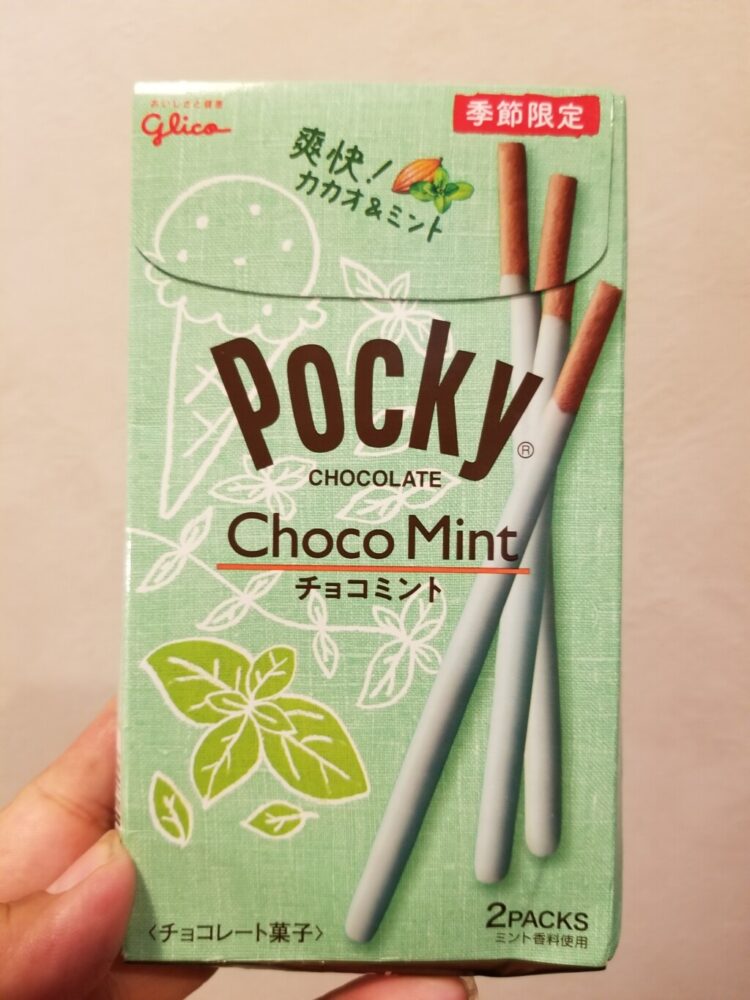 おいしさと健康
Glico
季節限定
爽快!
カカオ&ミント
Pocky®
CHOCOLATE
Choco Mint
チョコミント
〈チョコレート菓子〉
2PACKS
ミント香料使用